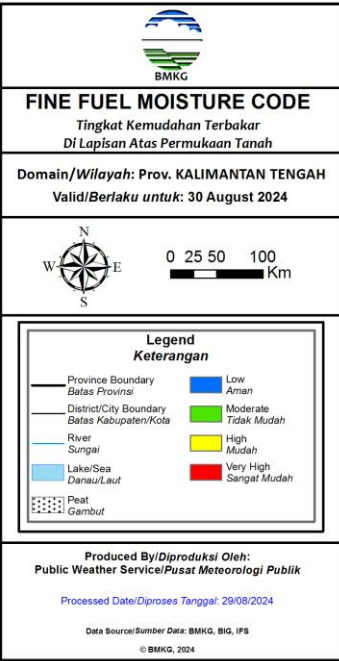 BMKG
FINE FUEL MOISTURE CODE
Tingkat Kemudahan Terbakar
Di Lapisan Atas Permukaan Tanah
Domain/Wilayah: Prov. KALIMANTAN TENGAH
Valid/Berlaku untuk: 30 August 2024
N
W E
S
0 25 50 100
Km
Legend
Keterangan
Province Boundary
Batas Provinsi
District/City Boundary
Batas Kabupaten/Kota
River
Sungai
Lake/Sea
Danau/Laut
Peat
Gambut
Low
Aman
Moderate
Tidak Mudah
High
Mudah
Very High
Sangat Mudah
Produced By/Diproduksi Oleh:
Public Weather Service/Pusat Meteorologi Publik
Processed Date/Diproses Tanggal: 29/08/2024
Data Source/Sumber Data: BMKG, BIG, IFS
© BMKG, 2024